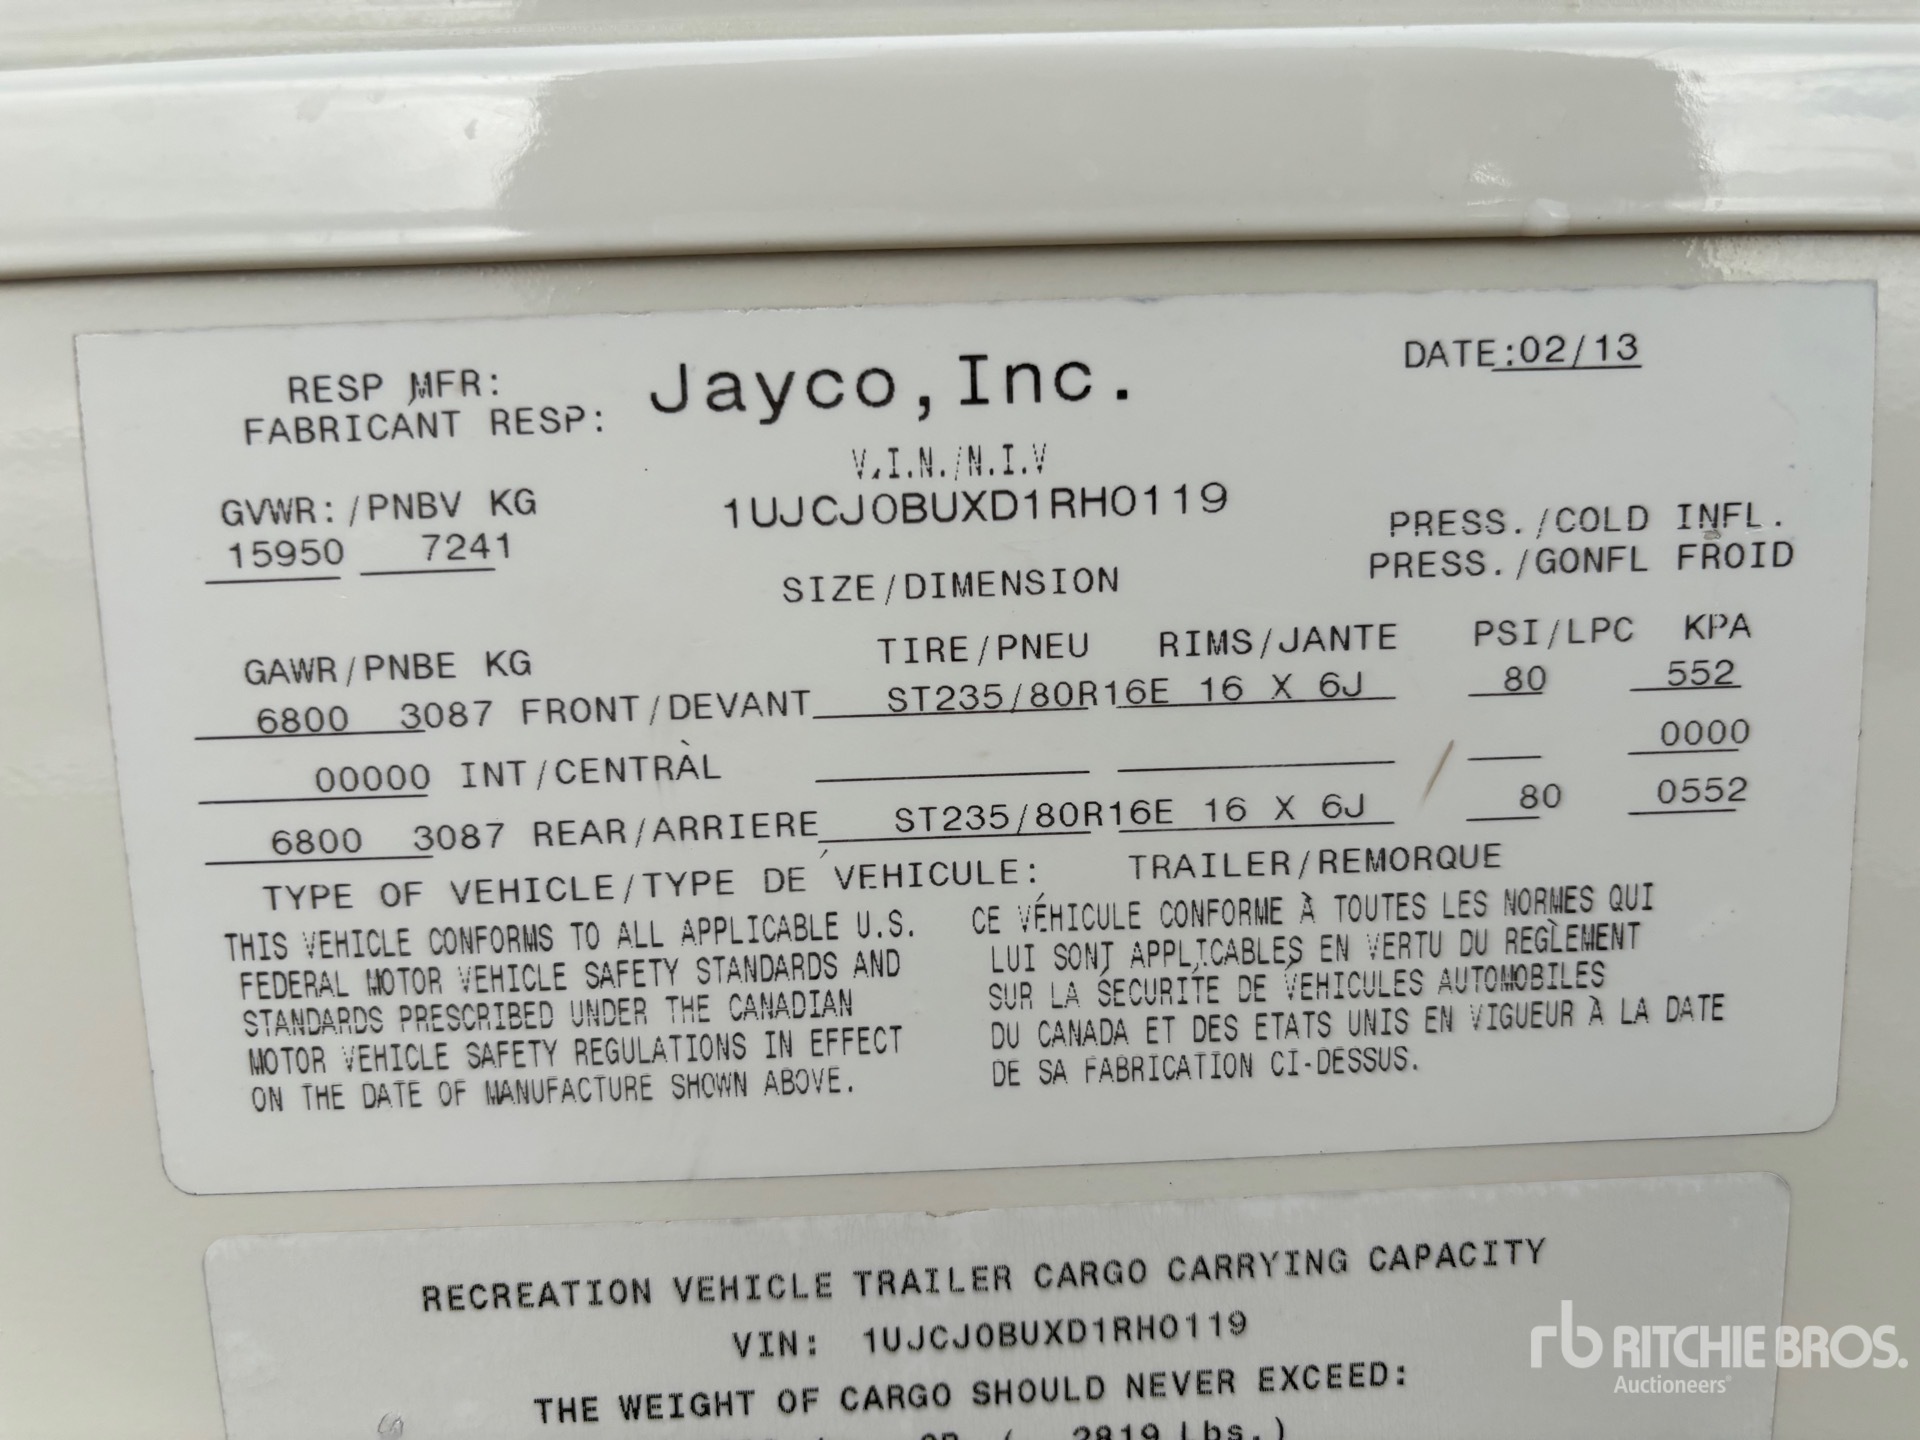 RESP MFR: Jayco,Inc. DATE:02/13
FABRICANT RESP:
V.I.N./N.I.V
GVWR:/PNBV KG 1UJCJ0BUXD1RH0119
15950 7241 PRESS./COLD INFL.
SIZE/DIMENSION PRESS./GONFL FROID
GAWR/PNBE KG TIRE/PNEU RIMS/JANTE PSI/LPC KPA
6800 3087 FRONT/DEVANT ST235/80R16E 16 X 6J 80 552
00000 INT/CENTRAL 0000
6800 3087 REAR/ARRIERE ST235/80R16E 16 X 6J 80 0552
TYPE OF VEHICLE/TYPE DE VEHICULE: TRAILER/REMORQUE
THIS VEHICLE CONFORMS TO ALL APPLICABLE U.S.
FEDERAL MOTOR VEHICLE SAFETY STANDARDS AND
STANDARDS PRESCRIBED UNDER THE CANADIAN
MOTOR VEHICLE SAFETY REGULATIONS IN EFFECT
ON THE DATE OF MANUFACTURE SHOWN ABOVE.
CE VÉHICULE CONFORME À TOUTES LES NORMES QUI
LUI SONT APPLICABLES EN VERTU DU REGLÈMENT
SUR LA SÉCURITÉ DE VÉHICULES AUTOMOBILES
DU CANADA ET DES ETATS UNIS EN VIGUEUR À LA DATE
DE SA FABRICATION CI-DESSUS.
RECREATION VEHICLE TRAILER CARGO CARRYING CAPACITY
VIN: 1UJCJ0BUXD1RH0119
THE WEIGHT OF CARGO SHOULD NEVER EXCEED:
OR ( 2819 Lbs.)
rb RITCHIE BROS.
Auctioneers